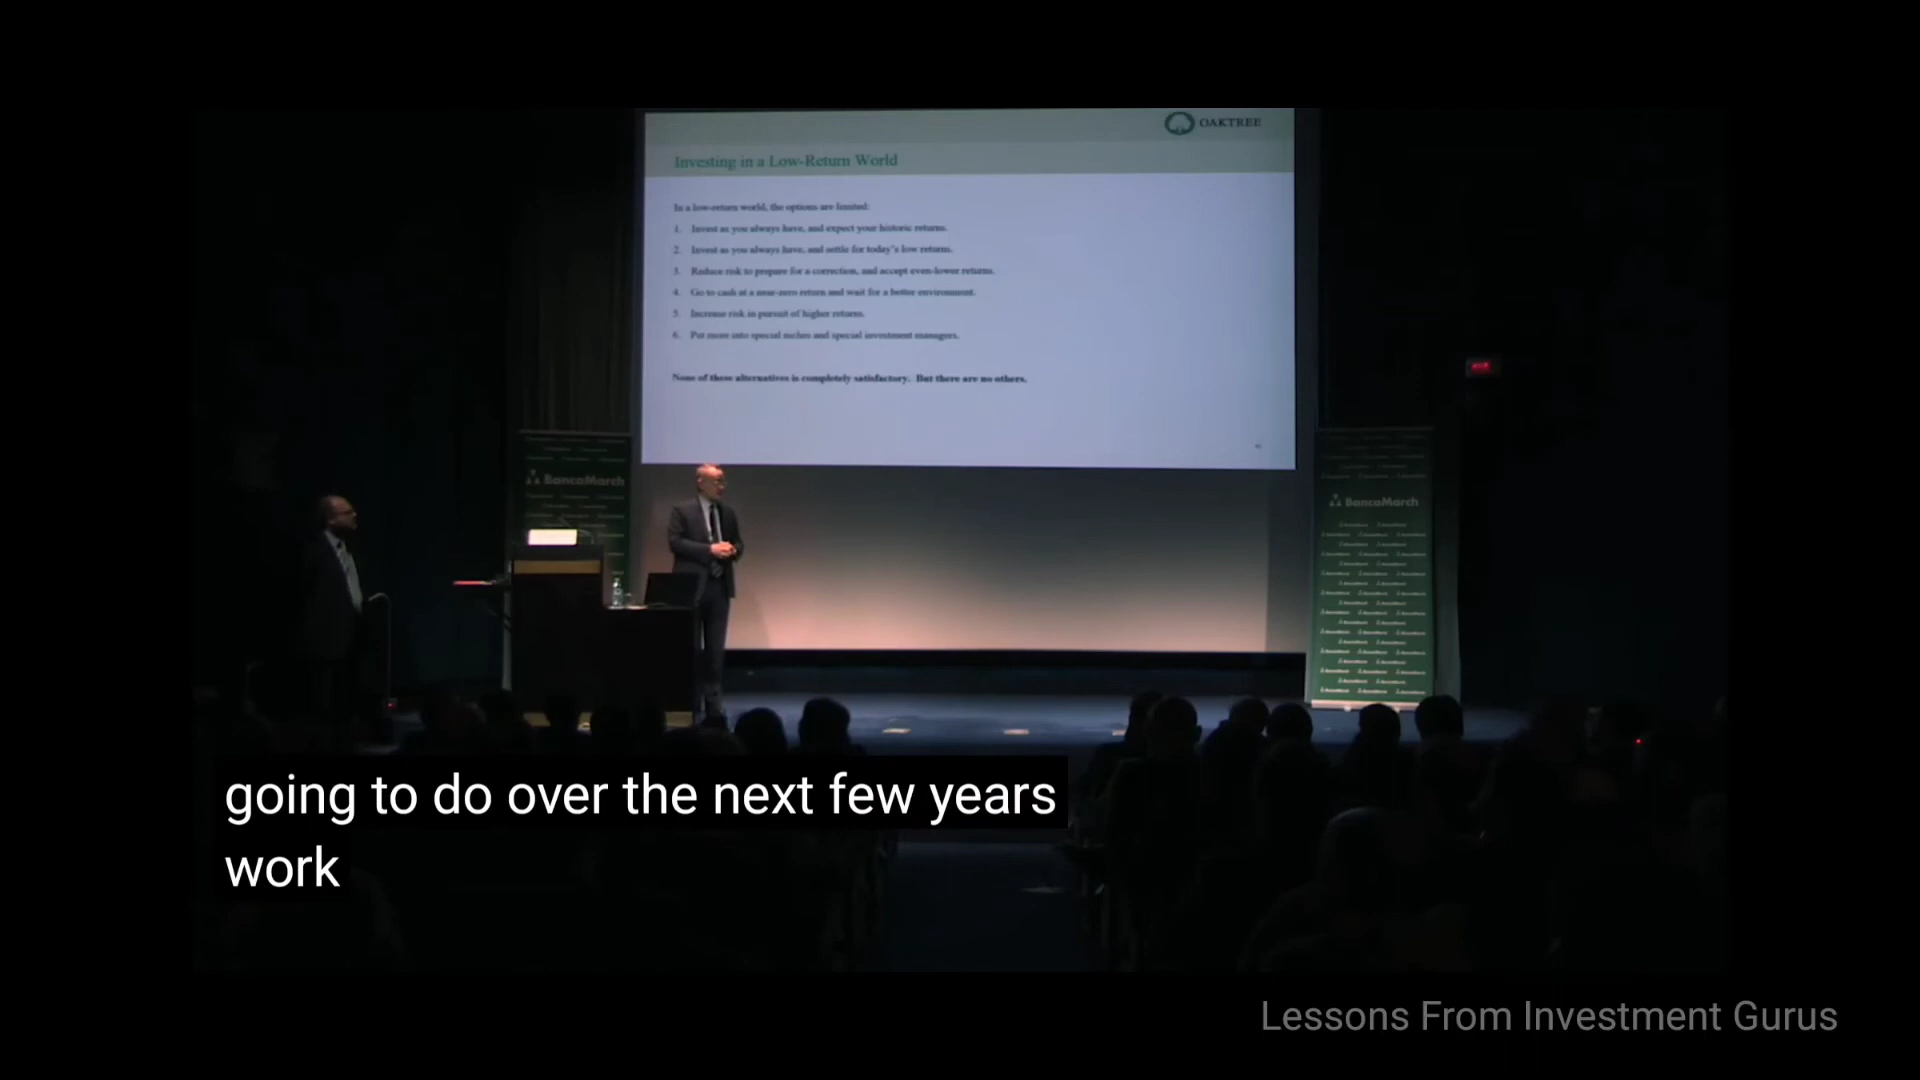 OAKTREE
Investing in a Low-Return World
In a low-return world, the options are limited:
1. Invest as you always have, and expect your historic returns.
2. Invest as you always have, and settle for today's low returns.
3. Reduce risk to prepare for a correction, and accept even-lower returns.
4. Go to cash at a near-zero return and wait for a better environment.
5. Increase risk in pursuit of higher returns.
6. Put more into special niches and special investment managers.
None of these alternatives is completely satisfactory. But there are no others.
BancaMarch
BancaMarch
going to do over the next few years
work
Lessons From Investment Gurus